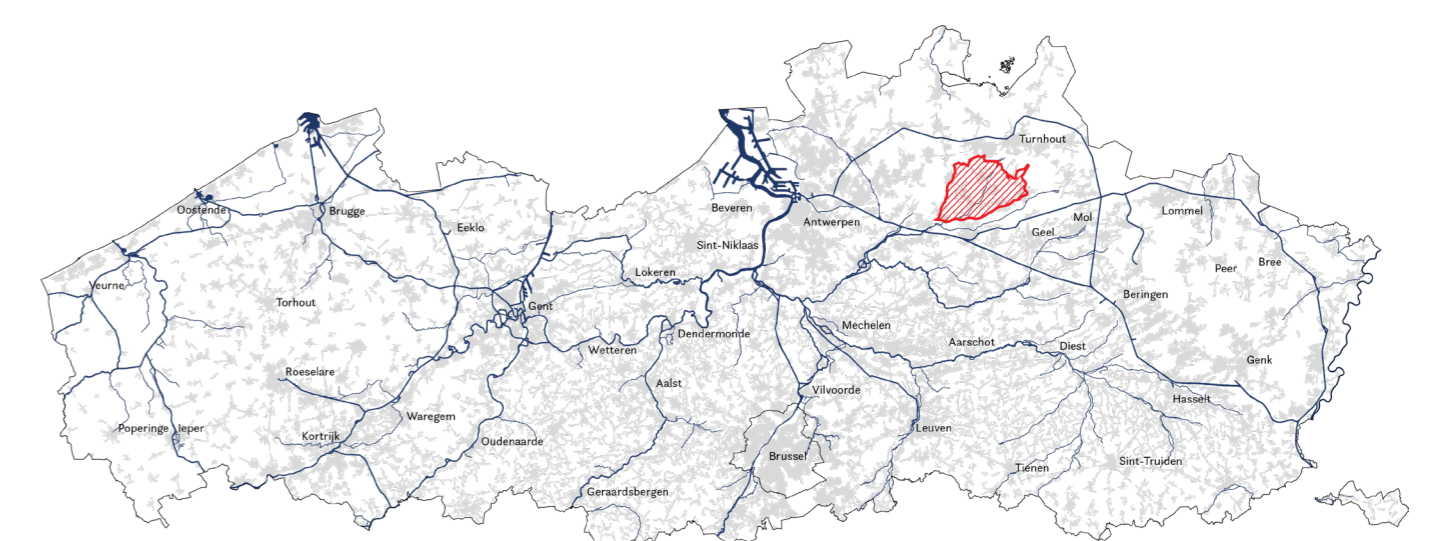 Turnhout
Oostende
Brugge
Beveren
Lommel
Eeklo
Antwerpen
Mol
Geel
Sint-Niklaas
Bree
Peer
Lokeren
Veurne
Beringen
Torhout
Gent
Mechelen
Dendermonde
Aarschot
Diest
Wetteren
Genk
Roeselare
Aalst
Vilvoorde
Hasselt
Waregem
Poperinge
Ieper
Kortrijk
Oudenaarde
Leuven
Brussel
Sint-Truiden
Tienen
Geraardsbergen